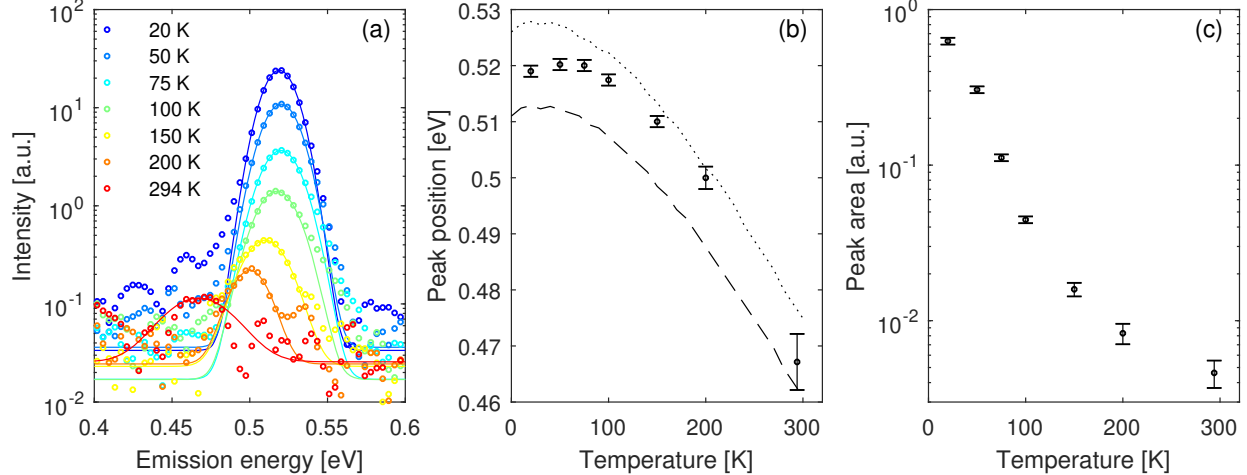 (a)
20 K
50 K
75 K
100 K
150 K
200 K
294 K
10^2
10^1
10^0
10^-1
10^-2
Intensity [a.u.]
0.4 0.45 0.5 0.55 0.6
Emission energy [eV]
(b)
0.53
0.52
0.51
0.5
0.49
0.48
0.47
0.46
Peak position [eV]
0 100 200 300
Temperature [K]
(c)
10^0
10^-1
10^-2
Peak area [a.u.]
0 100 200 300
Temperature [K]